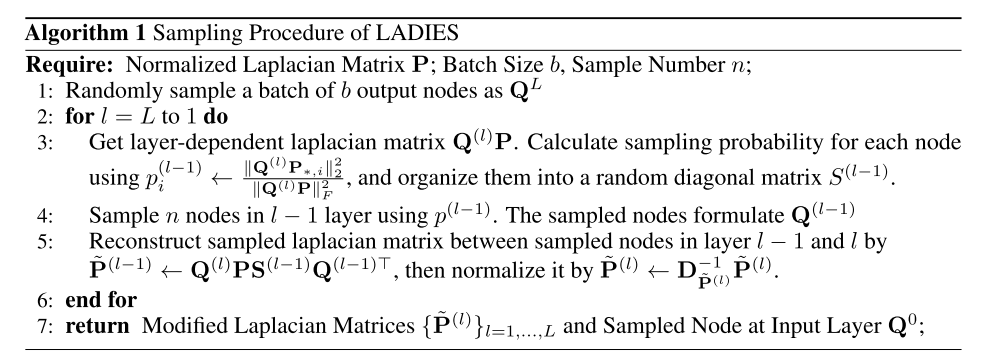 Algorithm 1 Sampling Procedure of LADIES
Require: Normalized Laplacian Matrix P; Batch Size b, Sample Number n;
1: Randomly sample a batch of b output nodes as Q^L
2: for l = L to 1 do
3: Get layer-dependent laplacian matrix Q^(l)P. Calculate sampling probability for each node
using p_i^(l−1) ← ‖Q^(l)P_{*,i}‖_2^2 / ‖Q^(l)P‖_F^2, and organize them into a random diagonal matrix S^(l−1).
4: Sample n nodes in l − 1 layer using p^(l−1). The sampled nodes formulate Q^(l−1)
5: Reconstruct sampled laplacian matrix between sampled nodes in layer l − 1 and l by
P̃^(l−1) ← Q^(l)PS^(l−1)Q^(l−1)⊤, then normalize it by P̃^(l) ← D_{P̃^(l)}^{−1} P̃^(l).
6: end for
7: return Modified Laplacian Matrices {P̃^(l)}_{l=1,...,L} and Sampled Node at Input Layer Q^0;